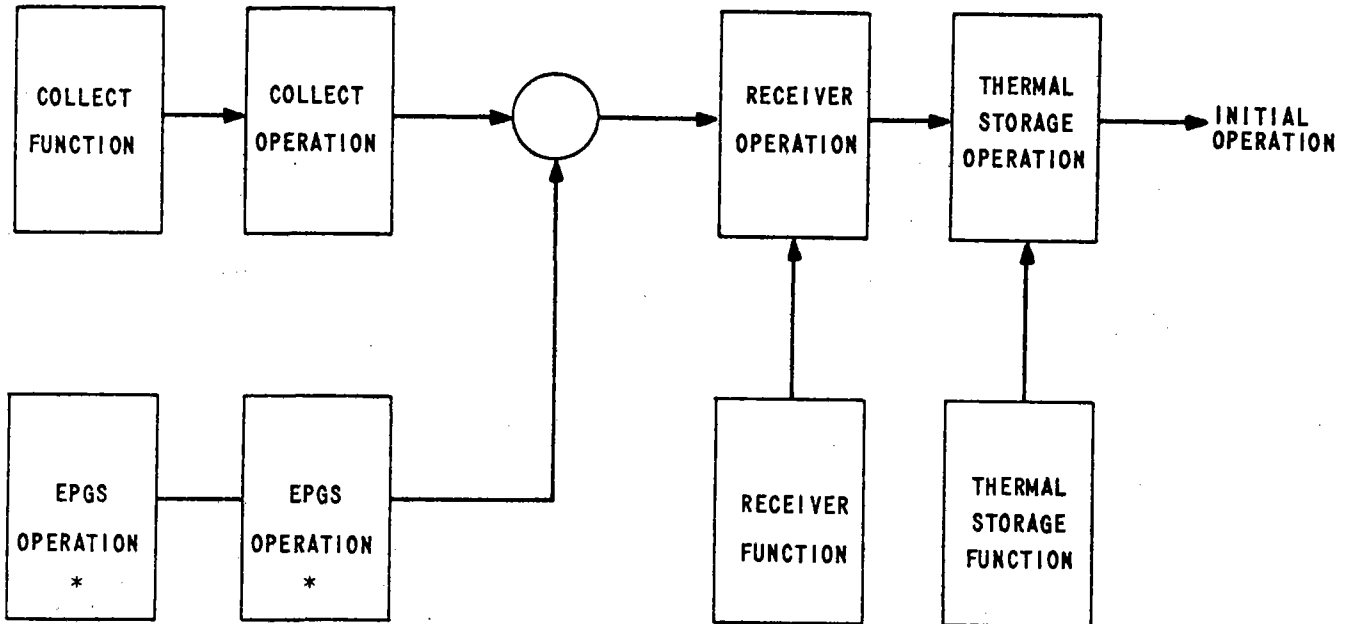 COLLECT
FUNCTION
COLLECT
OPERATION
RECEIVER
OPERATION
THERMAL
STORAGE
OPERATION
INITIAL
OPERATION
EPGS
OPERATION
*
EPGS
OPERATION
*
RECEIVER
FUNCTION
THERMAL
STORAGE
FUNCTION